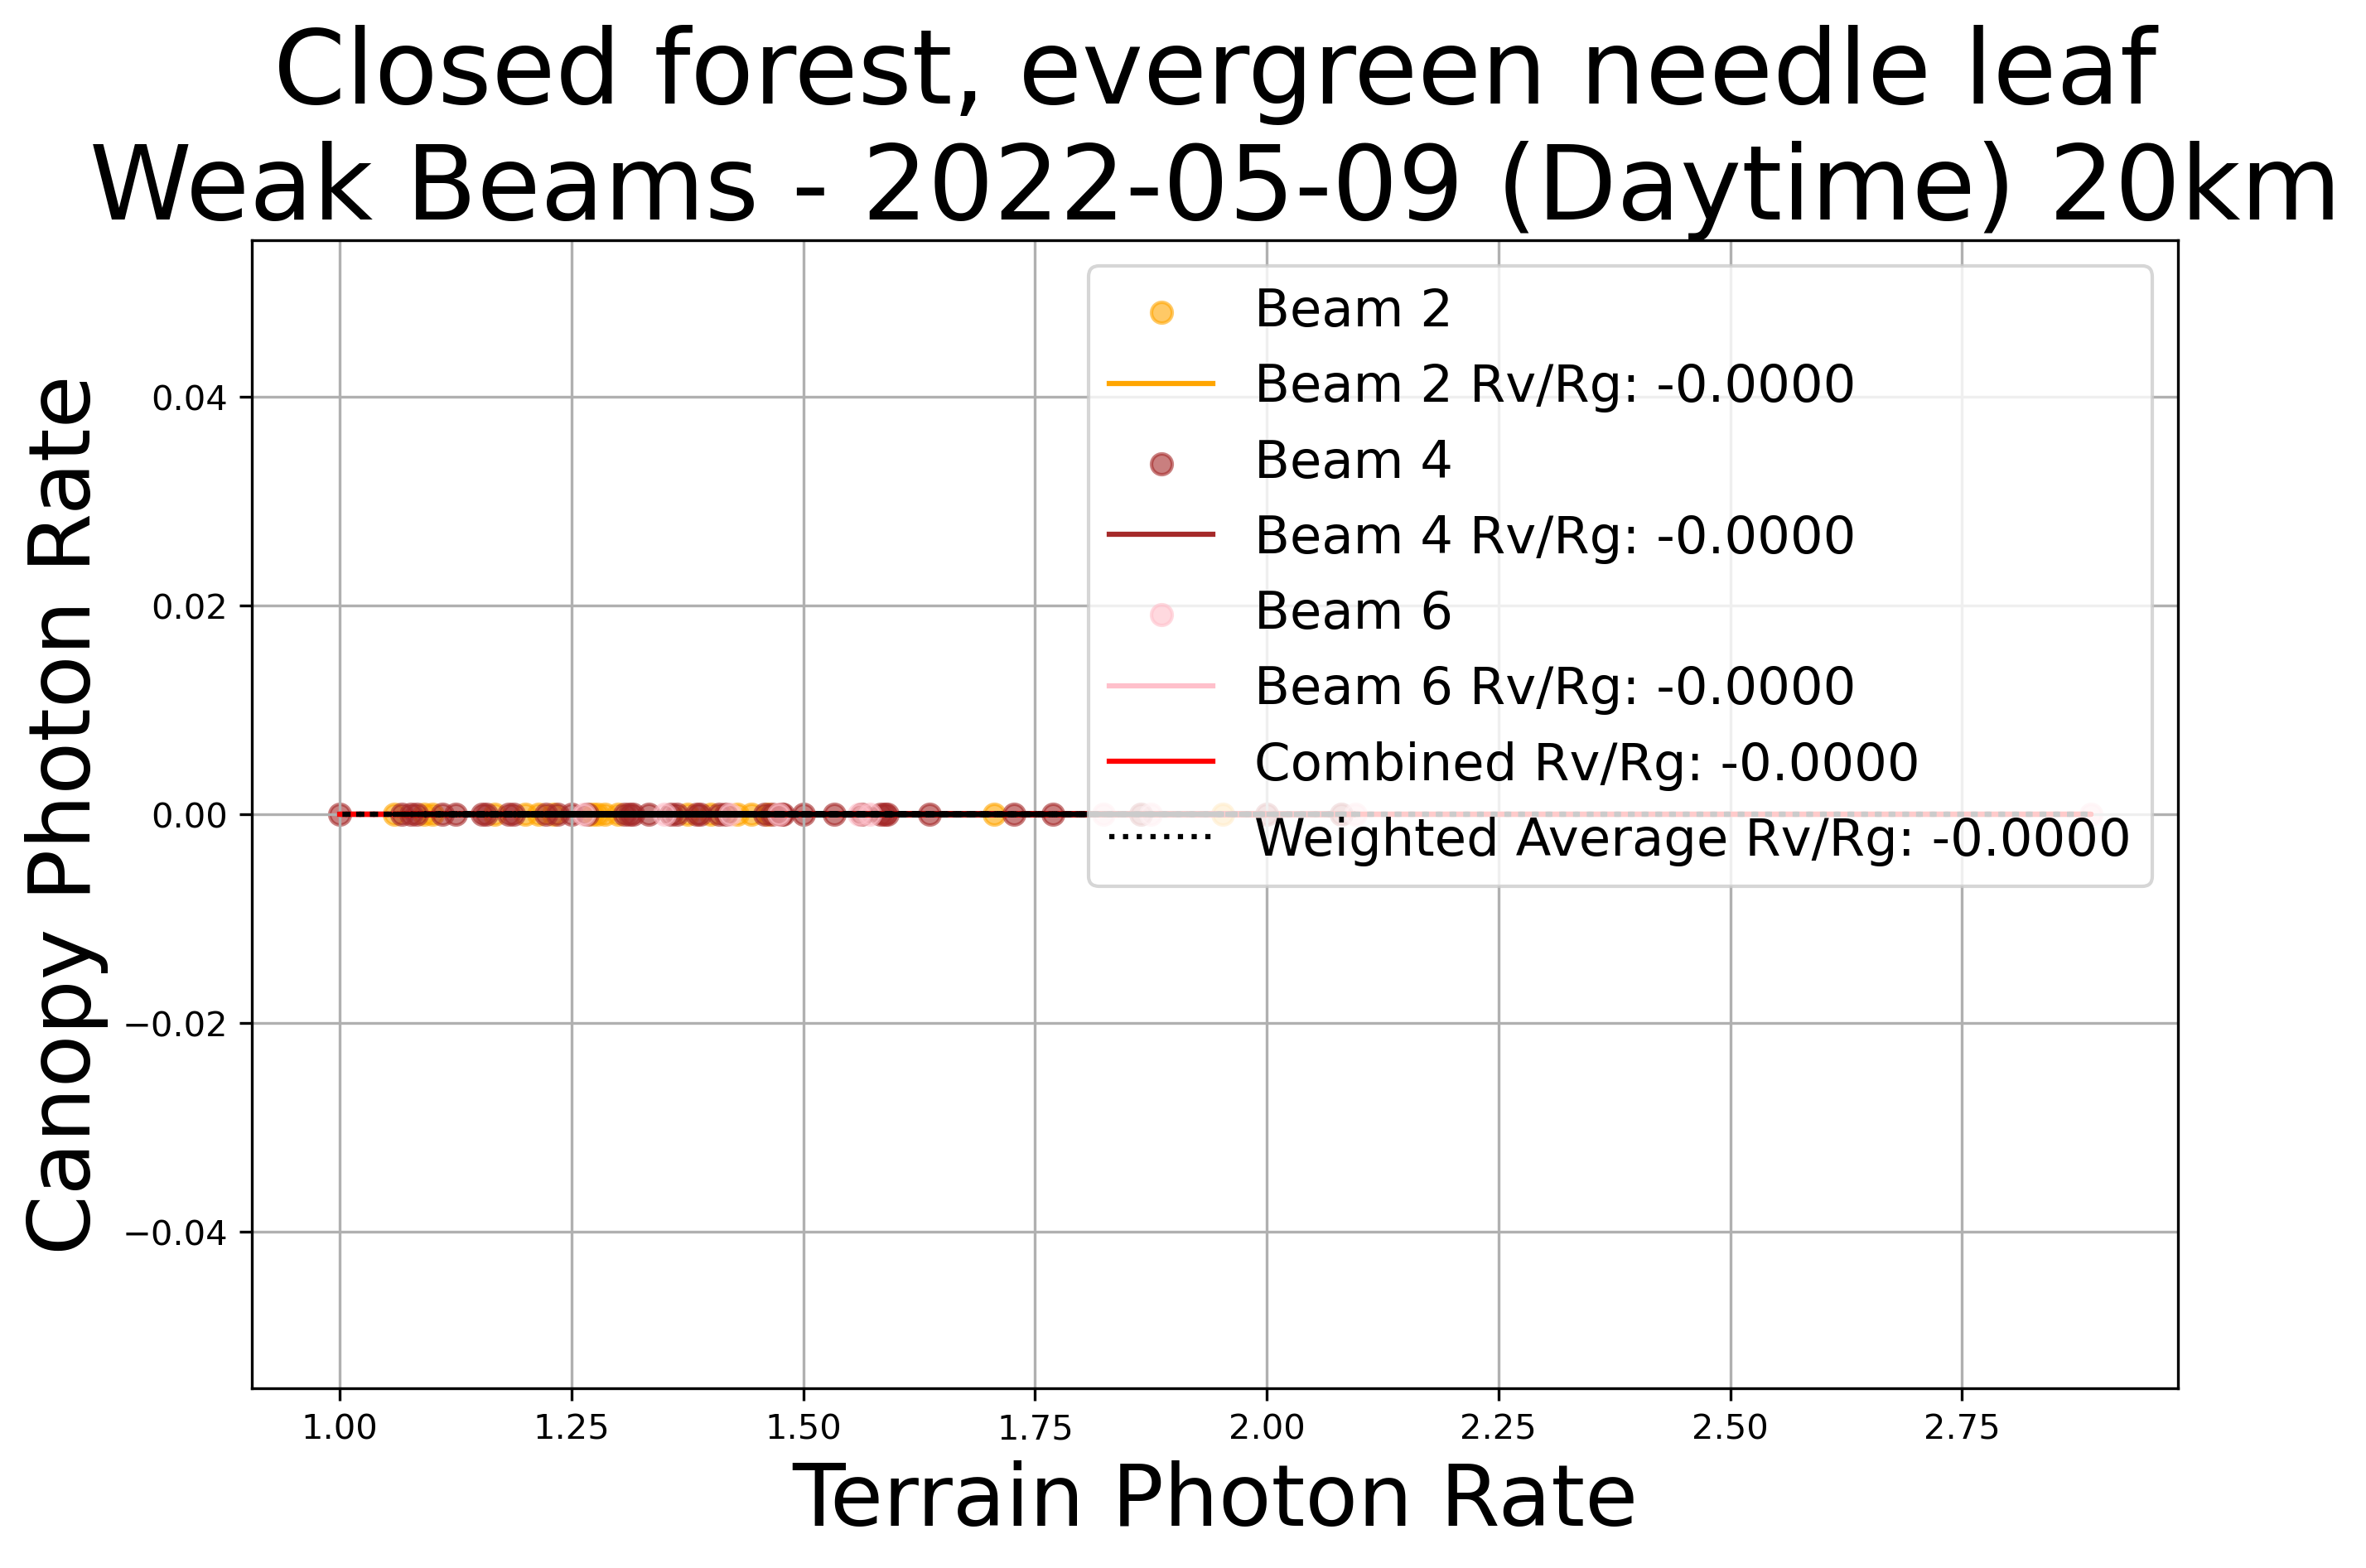 Closed forest, evergreen needle leaf
Weak Beams - 2022-05-09 (Daytime) 20km
Canopy Photon Rate
0.04
0.02
0.00
−0.02
−0.04
Beam 2
Beam 2 Rv/Rg: -0.0000
Beam 4
Beam 4 Rv/Rg: -0.0000
Beam 6
Beam 6 Rv/Rg: -0.0000
Combined Rv/Rg: -0.0000
Weighted Average Rv/Rg: -0.0000
1.00 1.25 1.50 1.75 2.00 2.25 2.50 2.75
Terrain Photon Rate